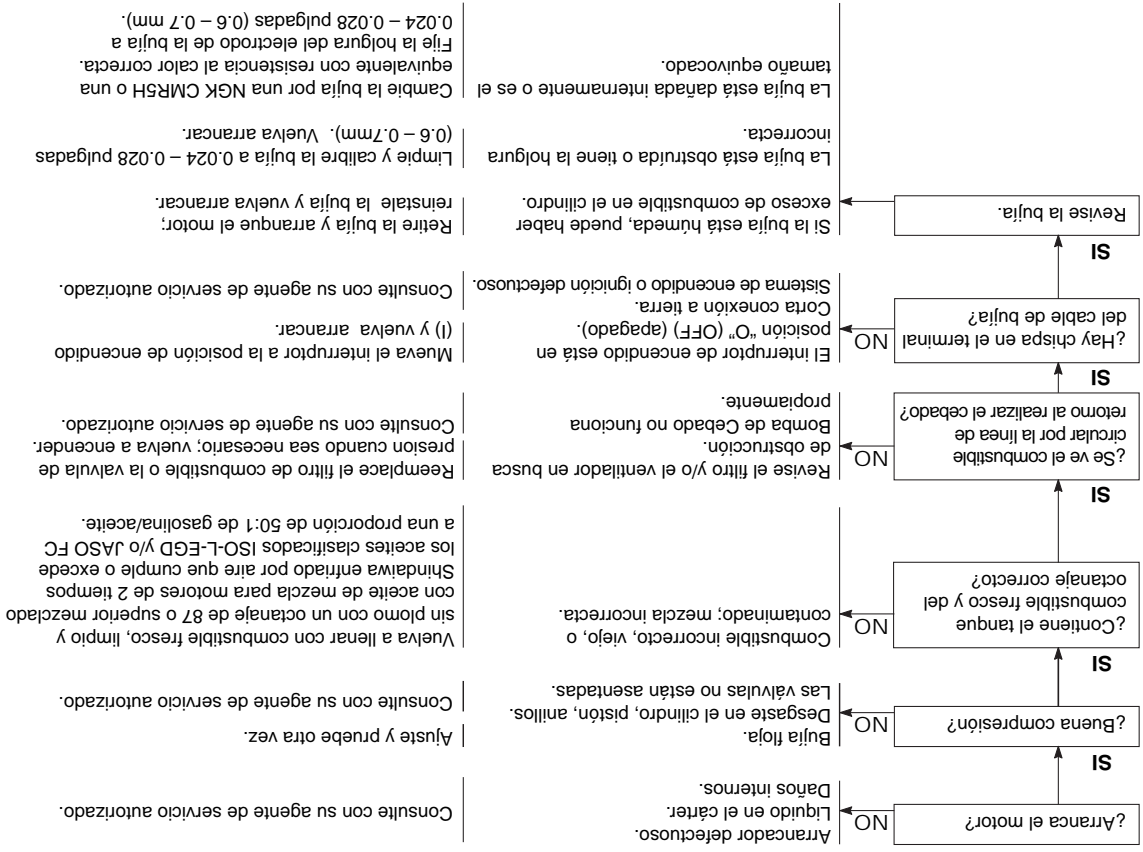 ¿Arranca el motor?
NO
Arrancador defectuoso.
Liquido en el cárter.
Daños internos.
Consulte con su agente de servicio autorizado.
SI
¿Buena compresión?
NO
Bujía floja.
Desgaste en el cilindro, pistón, anillos.
Las válvulas no están asentadas.
Ajuste y pruebe otra vez.
Consulte con su agente de servicio autorizado.
SI
¿Contiene el tanque
combustible fresco y del
octanaje correcto?
NO
Combustible incorrecto, viejo, o
contaminado; mezcla incorrecta.
Vuelva a llenar con combustible fresco, limpio y
sin plomo con un octanaje de 87 o superior mezclado
con aceite de mezcla para motores de 2 tiempos
Shindaiwa enfriado por aire que cumple o excede
los aceites clasificados ISO-L-EGD y/o JASO FC
a una proporción de 50:1 de gasolina/aceite.
SI
¿Se ve el combustible
circular por la línea de
retorno al realizar el cebado?
NO
Revise el filtro y/o el ventilador en busca
de obstrucción.
Bomba de Cebado no funciona
propiamente.
Reemplace el filtro de combustible o la valvula de
presion cuando sea necesario; vuelva a encender.
Consulte con su agente de servicio autorizado.
SI
¿Hay chispa en el terminal
del cable de bujía?
NO
El interruptor de encendido está en
posición "O" (OFF) (apagado).
Corta conexión a tierra.
Sistema de encendido o ignición defectuoso.
Mueva el interruptor a la posición de encendido
(I) y vuelva arrancar.
Consulte con su agente de servicio autorizado.
SI
Revise la bujía.
Si la bujía está húmeda, puede haber
exceso de combustible en el cilindro.
Retire la bujía y arranque el motor;
reinstale la bujía y vuelva arrancar.
La bujía está obstruída o tiene la holgura
incorrecta.
Limpie y calibre la bujía a 0.024 – 0.028 pulgadas
(0.6 – 0.7mm). Vuelva arrancar.
La bujía está dañada internamente o es el
tamaño equivocado.
Cambie la bujía por una NGK CMR5H o una
equivalente con resistencia al calor correcta.
Fije la holgura del electrodo de la bujía a
0.024 – 0.028 pulgadas (0.6 – 0.7 mm).